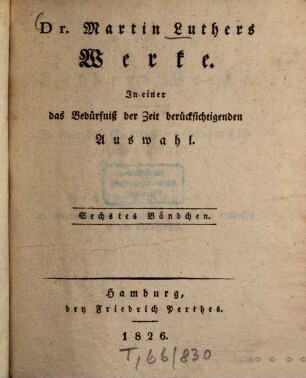 Dr. Martin Luthers
Werke.
In einer
das Bedürfniß der Zeit berücksichtigenden
Auswahl.
Sechstes Bändchen.
Hamburg,
bey Friedrich Perthes.
1826.
T, 66/830